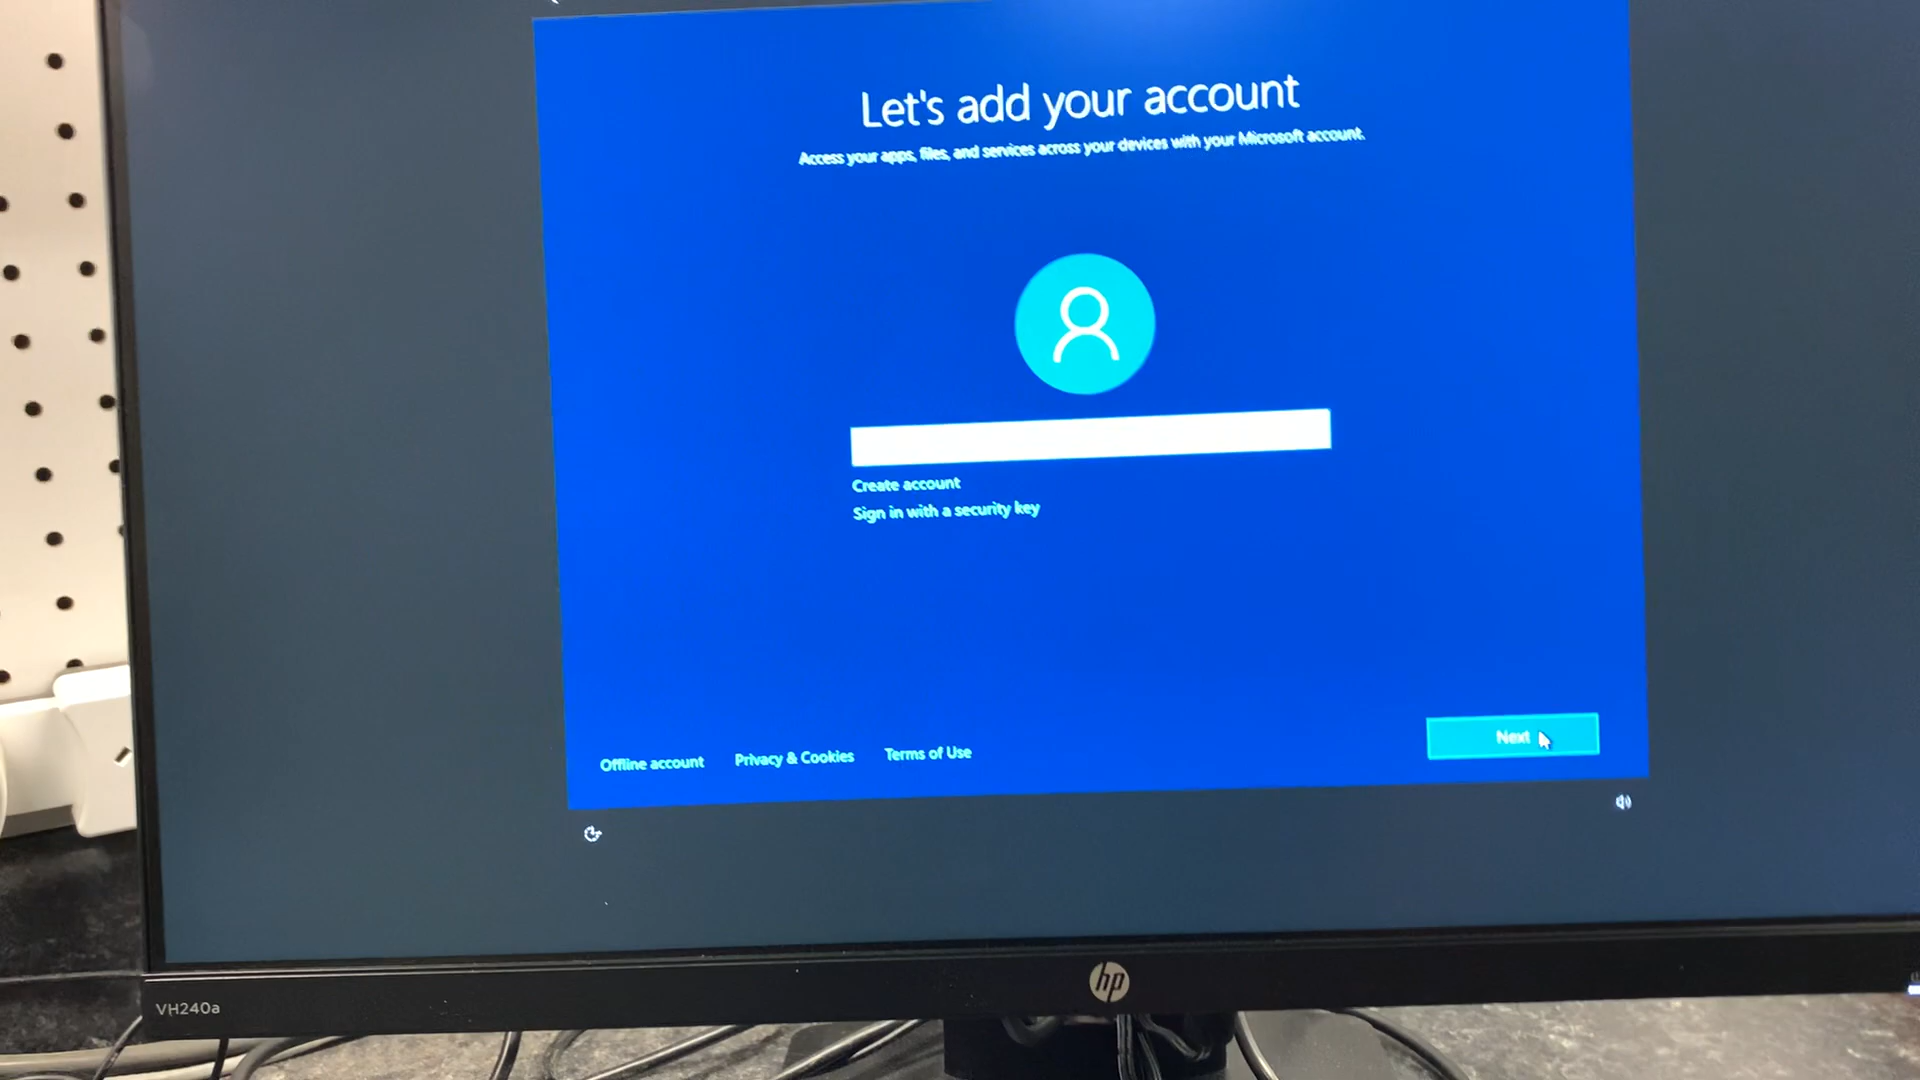 Let's add your account
Access your apps, files, and services across your devices with your Microsoft account.
Create account
Sign in with a security key
Offline account
Privacy & Cookies
Terms of Use
Next
hp
VH240a